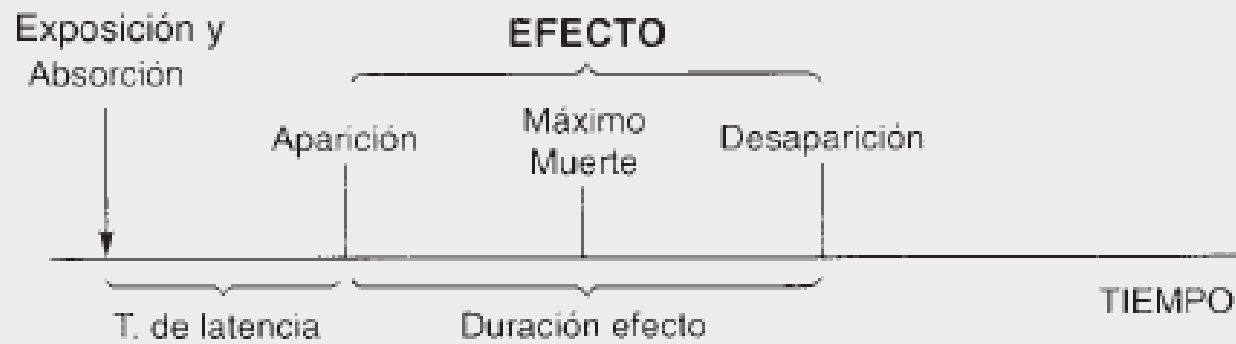 Exposición y
Absorción
EFECTO
Aparición
Máximo
Muerte
Desaparición
T. de latencia
Duración efecto
TIEMPO